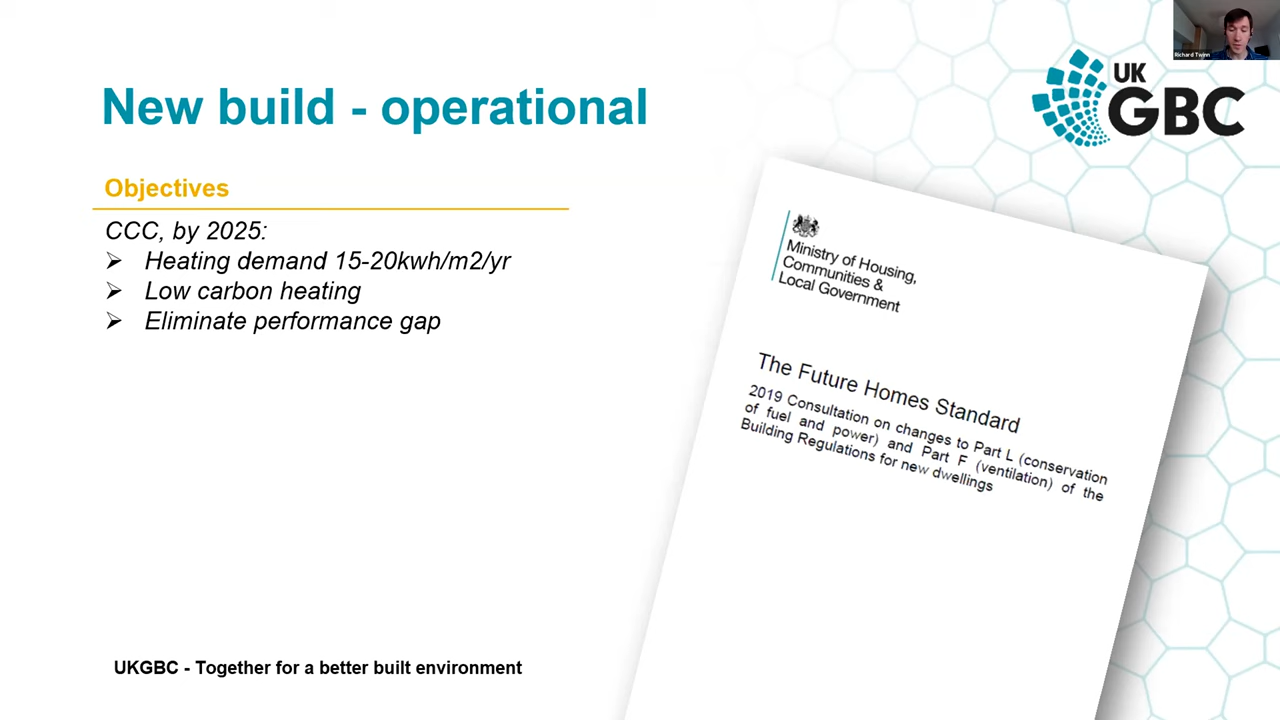 Richard Twinn
UK
GBC
New build - operational
Objectives
CCC, by 2025:
➢ Heating demand 15-20kwh/m2/yr
➢ Low carbon heating
➢ Eliminate performance gap
Ministry of Housing,
Communities &
Local Government
The Future Homes Standard
2019 Consultation on changes to Part L (conservation
of fuel and power) and Part F (ventilation) of the
Building Regulations for new dwellings
UKGBC - Together for a better built environment